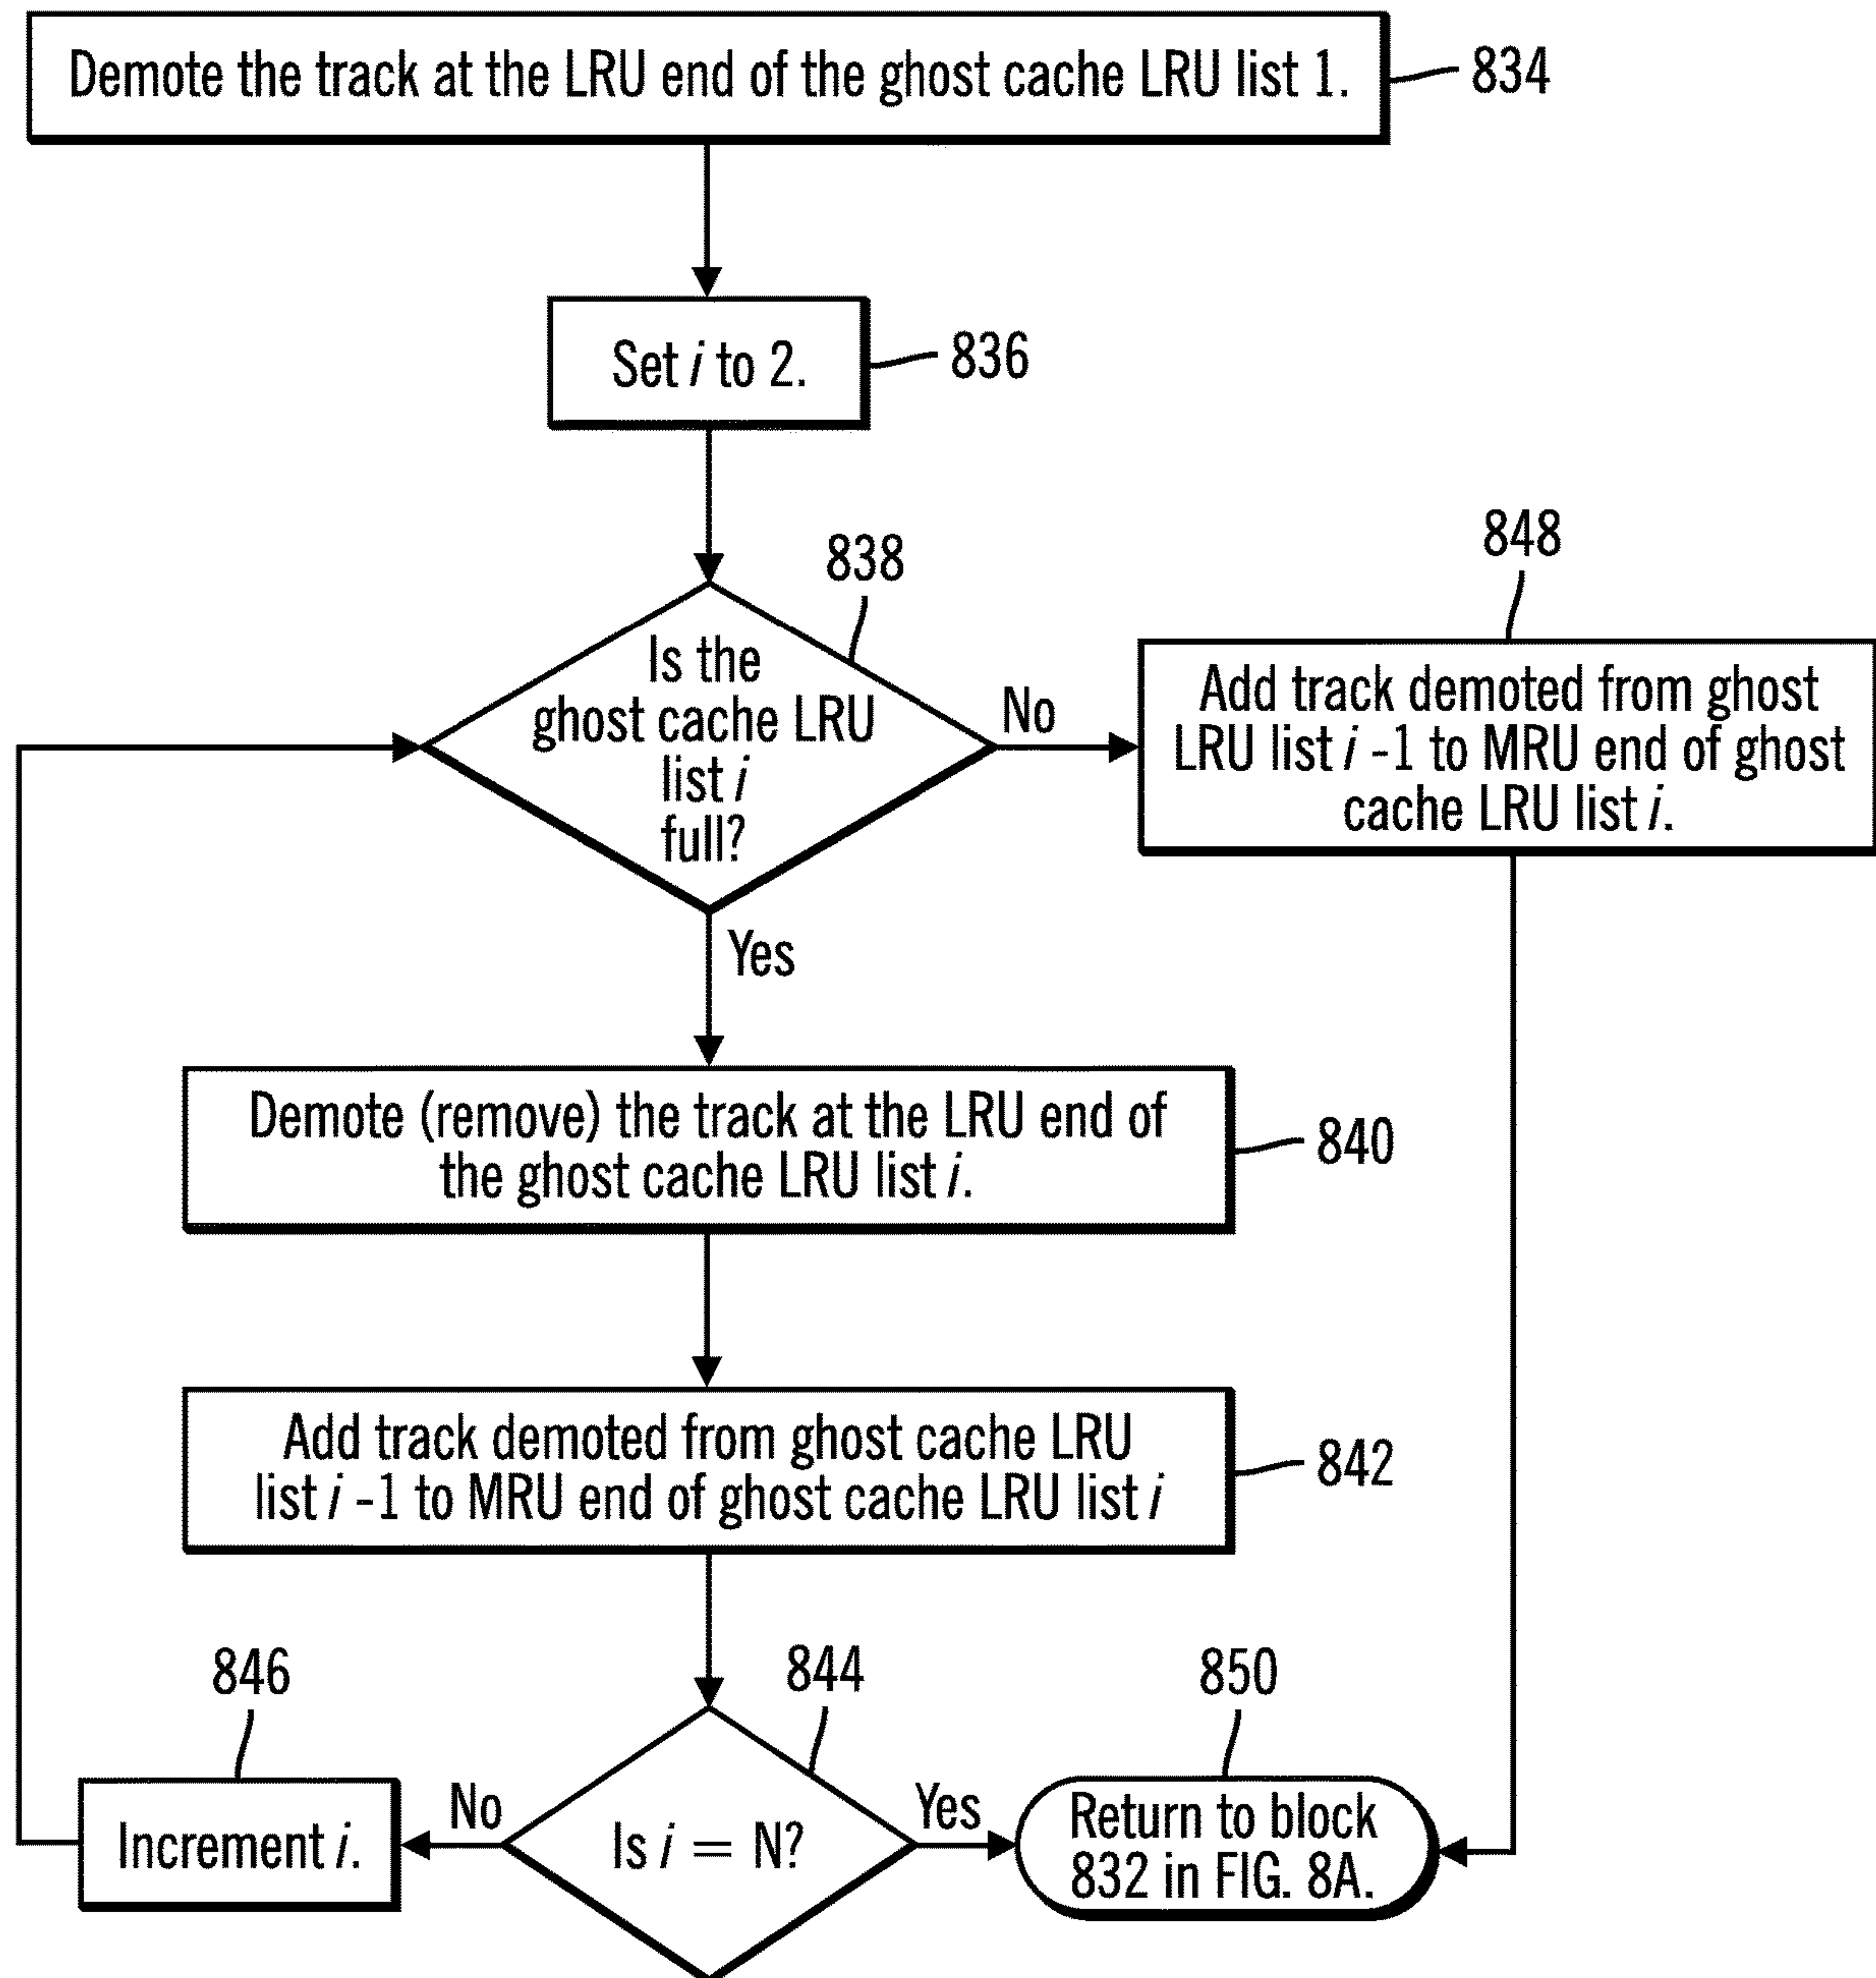 Demote the track at the LRU end of the ghost cache LRU list 1.
834
Set i to 2.
836
838
Is the
ghost cache LRU
list i
full?
No
848
Add track demoted from ghost
LRU list i -1 to MRU end of ghost
cache LRU list i.
Yes
Demote (remove) the track at the LRU end of
the ghost cache LRU list i.
840
Add track demoted from ghost cache LRU
list i -1 to MRU end of ghost cache LRU list i
842
846
Increment i.
No
844
Is i = N?
Yes
850
Return to block
832 in FIG. 8A.